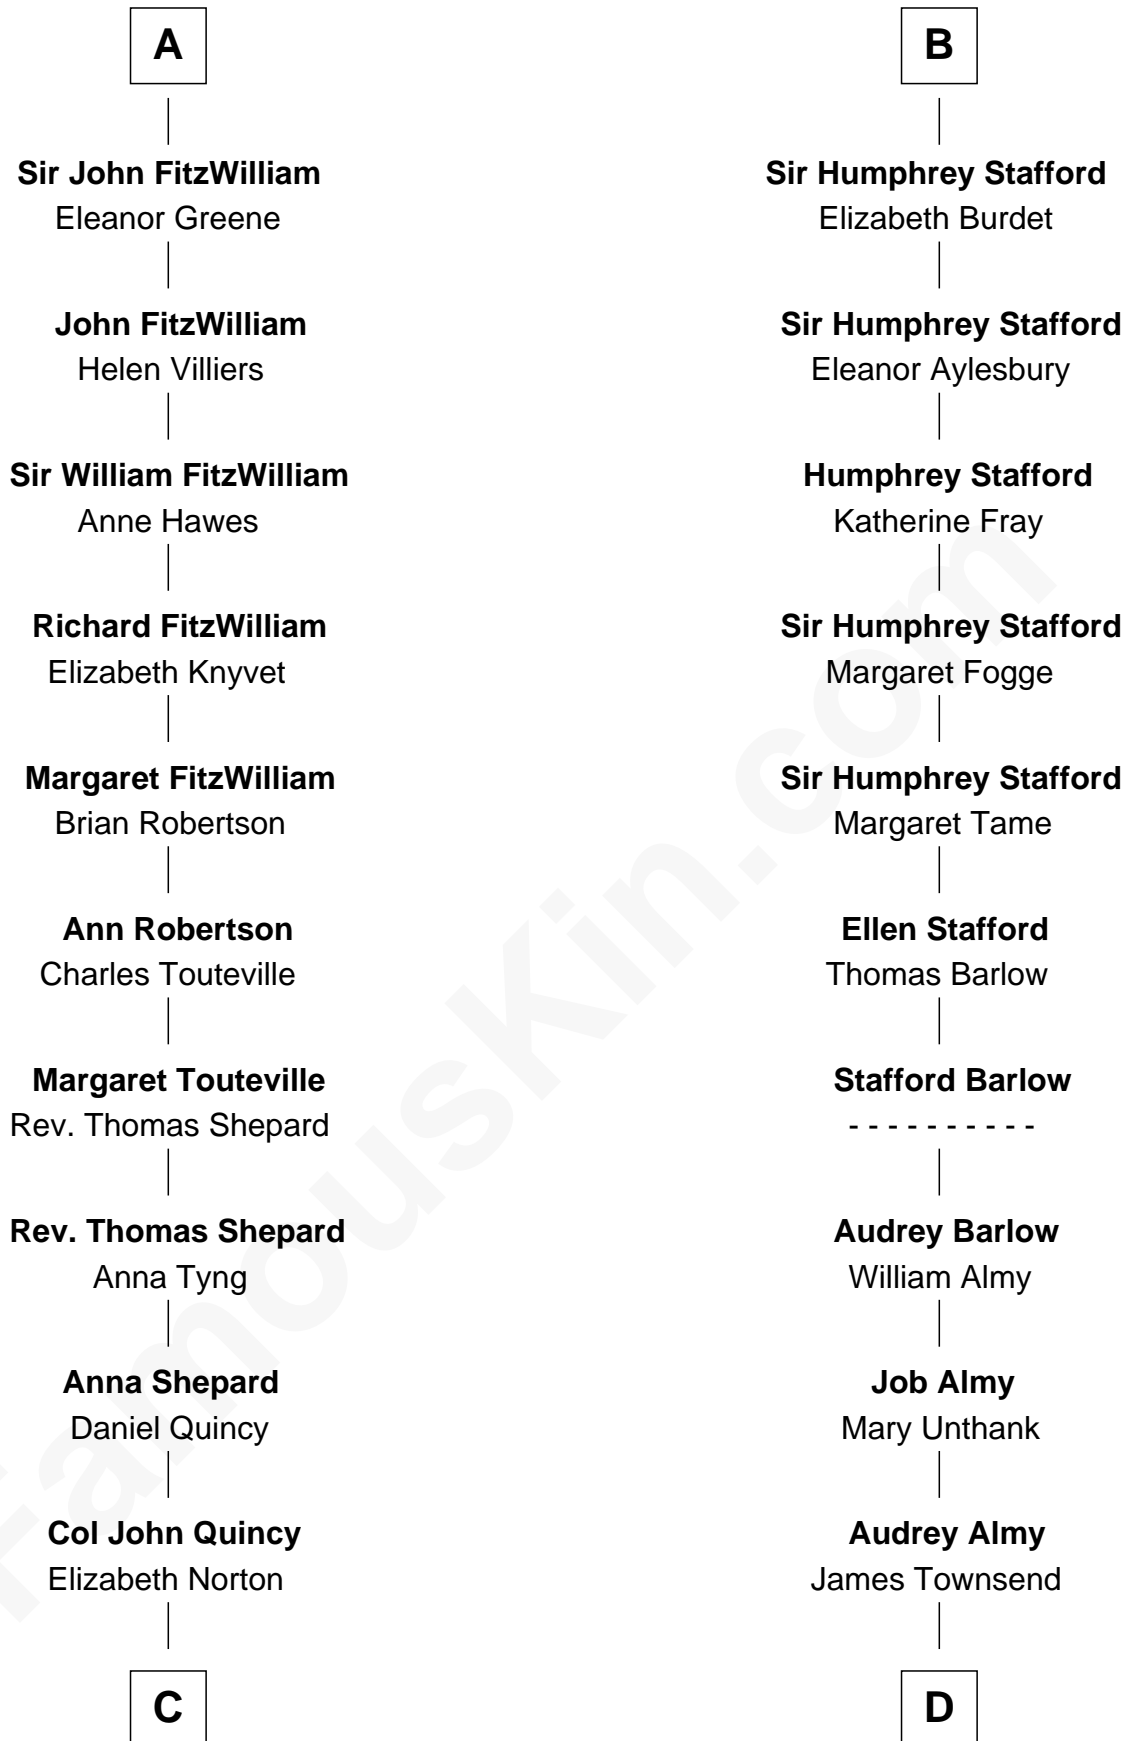 A
Sir John FitzWilliam
Eleanor Greene
John FitzWilliam
Helen Villiers
Sir William FitzWilliam
Anne Hawes
Richard FitzWilliam
Elizabeth Knyvet
Margaret FitzWilliam
Brian Robertson
Ann Robertson
Charles Touteville
Margaret Touteville
Rev. Thomas Shepard
Rev. Thomas Shepard
Anna Tyng
Anna Shepard
Daniel Quincy
Col John Quincy
Elizabeth Norton
C
B
Sir Humphrey Stafford
Elizabeth Burdet
Sir Humphrey Stafford
Eleanor Aylesbury
Humphrey Stafford
Katherine Fray
Sir Humphrey Stafford
Margaret Fogge
Sir Humphrey Stafford
Margaret Tame
Ellen Stafford
Thomas Barlow
Stafford Barlow
- - - - - - - - - -
Audrey Barlow
William Almy
Job Almy
Mary Unthank
Audrey Almy
James Townsend
D
FamousKin.com